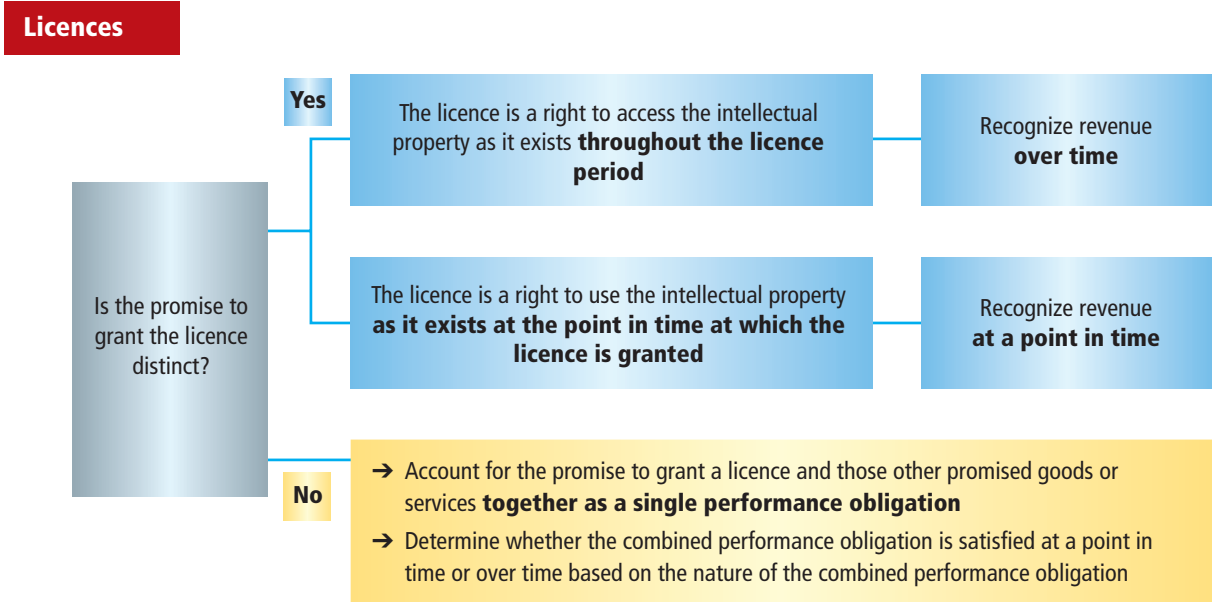 Licences
Yes
The licence is a right to access the intellectual
property as it exists throughout the licence
period
Recognize revenue
over time
Is the promise to
grant the licence
distinct?
The licence is a right to use the intellectual property
as it exists at the point in time at which the
licence is granted
Recognize revenue
at a point in time
No
➔ Account for the promise to grant a licence and those other promised goods or
services together as a single performance obligation
➔ Determine whether the combined performance obligation is satisfied at a point in
time or over time based on the nature of the combined performance obligation